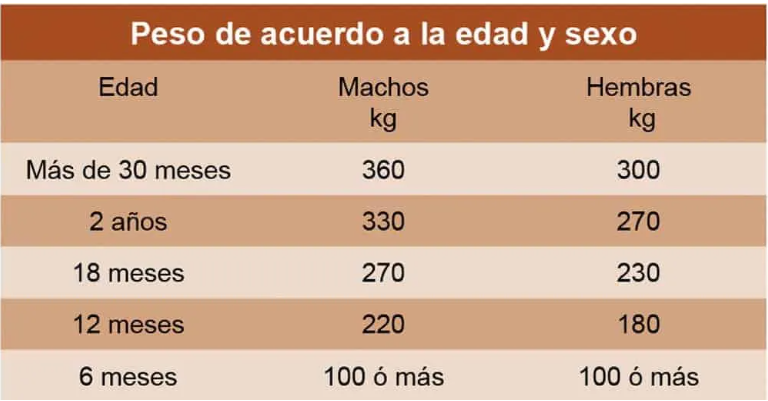 Peso de acuerdo a la edad y sexo
Edad Machos Hembras
kg kg
Más de 30 meses 360 300
2 años 330 270
18 meses 270 230
12 meses 220 180
6 meses 100 ó más 100 ó más